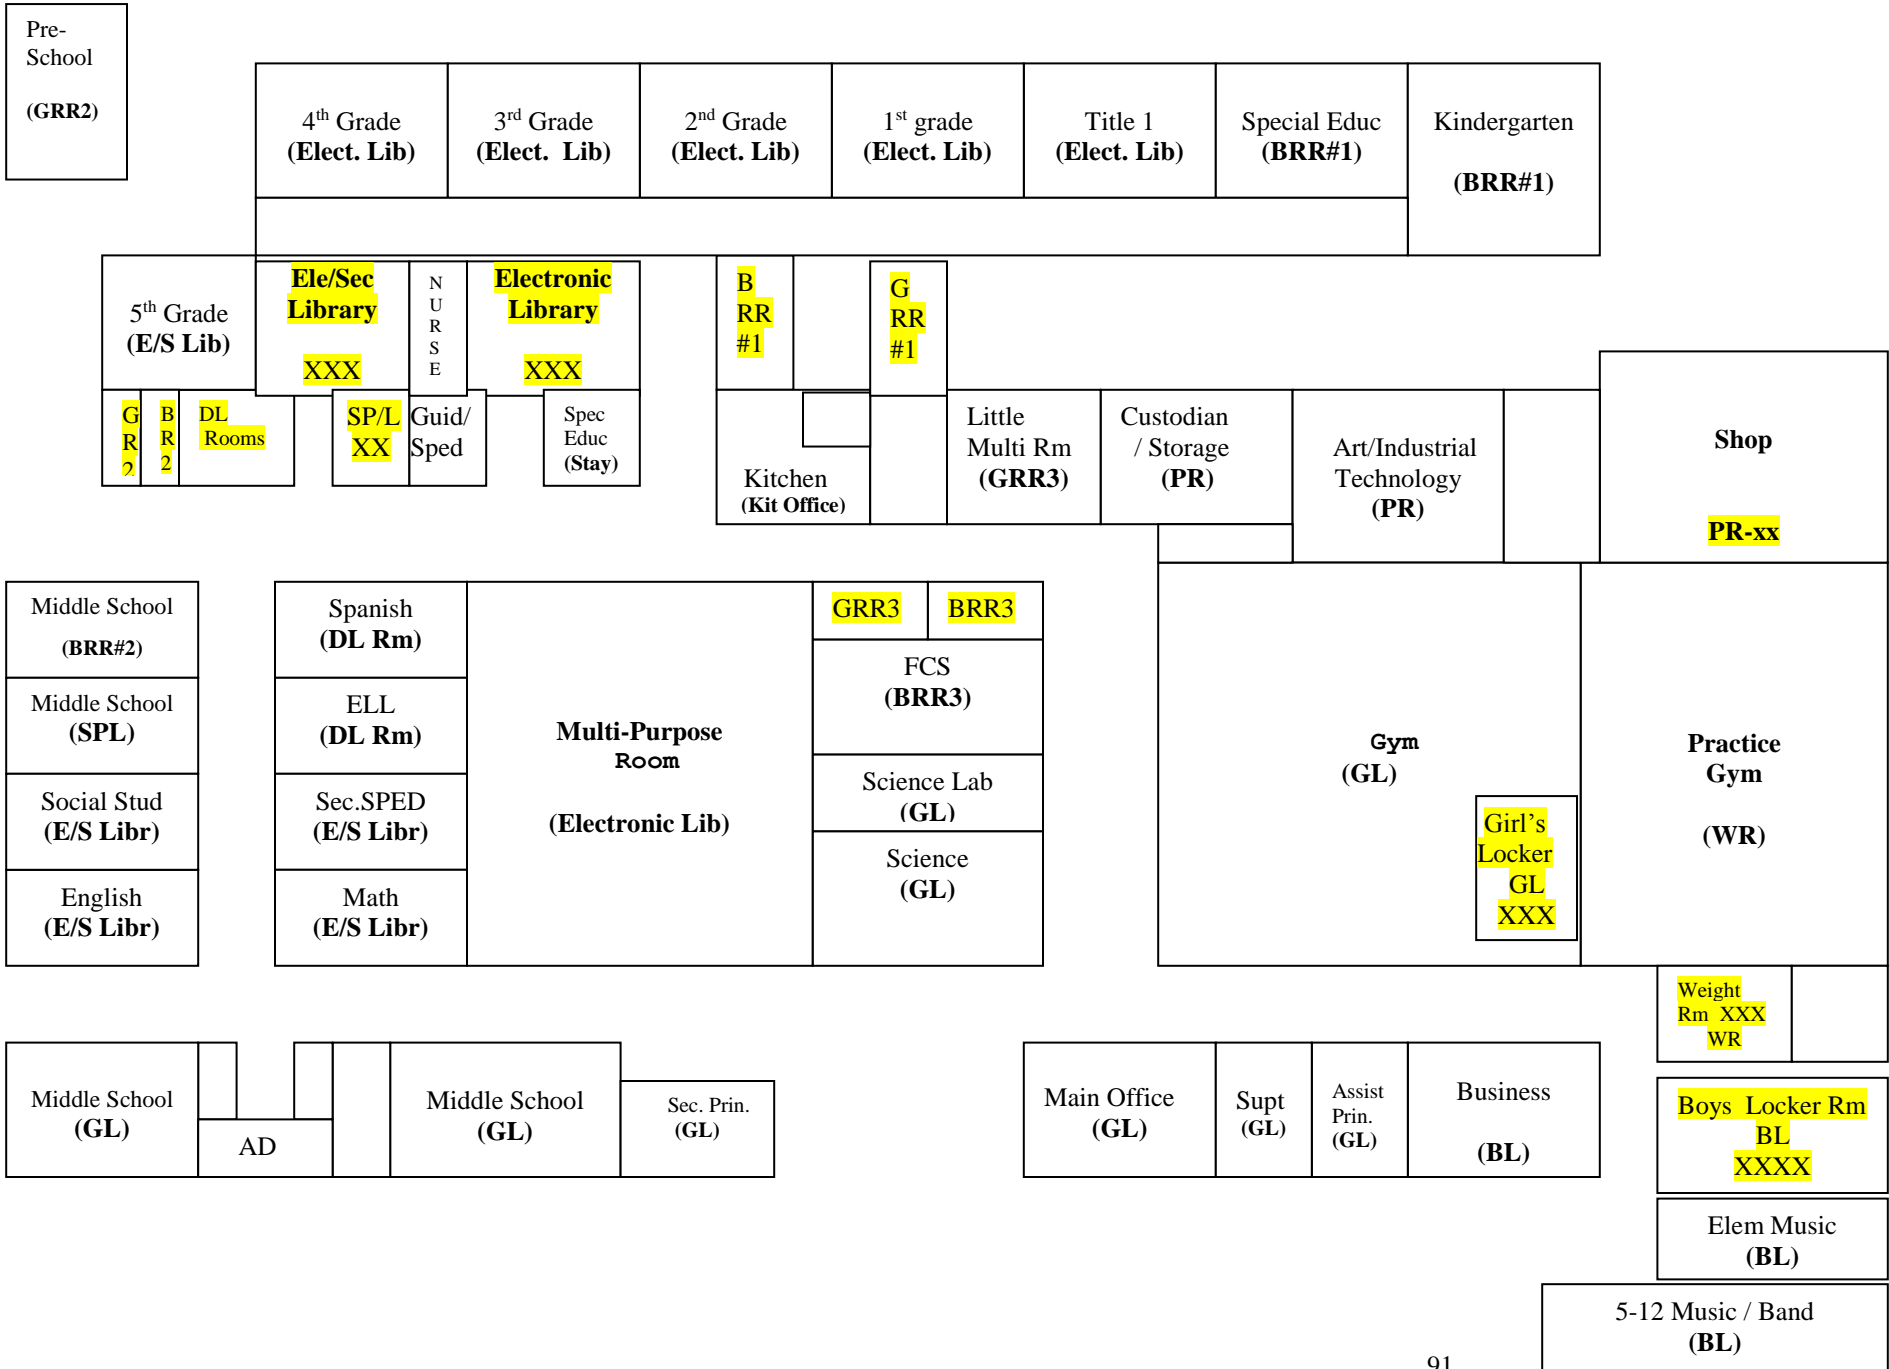 Pre-
School
(GRR2)
4th Grade
(Elect. Lib)
3rd Grade
(Elect. Lib)
2nd Grade
(Elect. Lib)
1st grade
(Elect. Lib)
Title 1
(Elect. Lib)
Special Educ
(BRR#1)
Kindergarten
(BRR#1)
5th Grade
(E/S Lib)
Ele/Sec
Library
XXX
N
U
R
S
E
Electronic
Library
XXX
B
RR
#1
G
RR
#1
G
R
2
B
R
2
DL
Rooms
SP/L
XX
Guid/
Sped
Spec
Educ
(Stay)
Kitchen
(Kit Office)
Little
Multi Rm
(GRR3)
Custodian
/ Storage
(PR)
Art/Industrial
Technology
(PR)
Shop
PR-xx
Middle School
(BRR#2)
Middle School
(SPL)
Social Stud
(E/S Libr)
English
(E/S Libr)
Spanish
(DL Rm)
ELL
(DL Rm)
Sec.SPED
(E/S Libr)
Math
(E/S Libr)
Multi-Purpose
Room
(Electronic Lib)
GRR3
BRR3
FCS
(BRR3)
Science Lab
(GL)
Science
(GL)
Gym
(GL)
Girl's
Locker
GL
XXX
Practice
Gym
(WR)
Weight
Rm XXX
WR
Middle School
(GL)
AD
Middle School
(GL)
Sec. Prin.
(GL)
Main Office
(GL)
Supt
(GL)
Assist
Prin.
(GL)
Business
(BL)
Boys Locker Rm
BL
XXXX
Elem Music
(BL)
5-12 Music / Band
(BL)
91